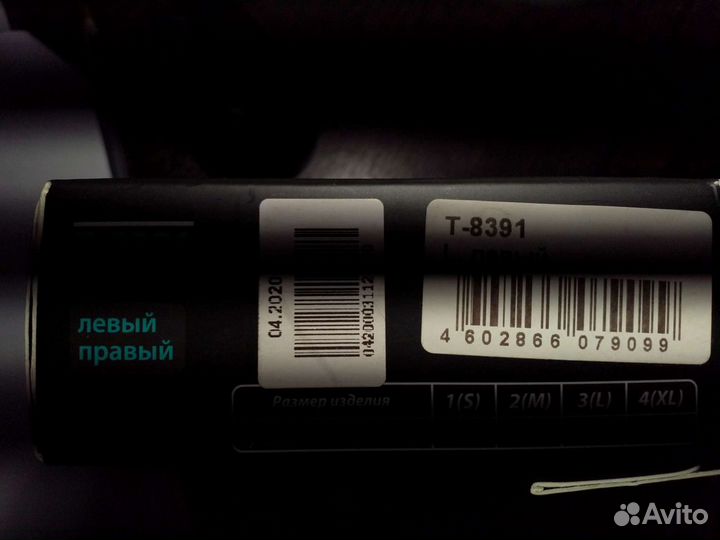 левый
правый
04.2020
T-8391
4 602866 079099
Размер изделия 1(S) 2(M) 3(L) 4(XL)
Avito